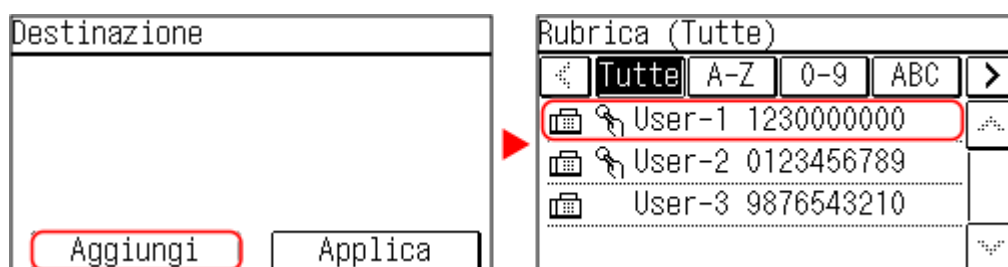 Destinazione
Aggiungi Applica
Rubrica (Tutte)
< Tutte A-Z 0-9 ABC >
User-1 1230000000
User-2 0123456789
User-3 9876543210